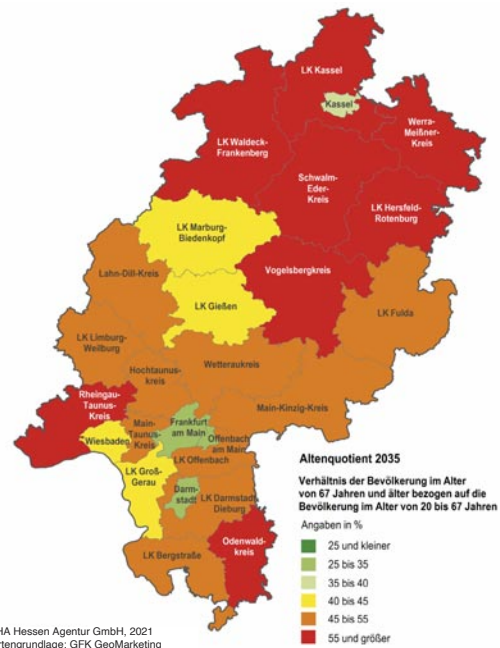 LK Kassel
Kassel
Werra-
Meißner-
Kreis
LK Waldeck-
Frankenberg
Schwalm-
Eder-
Kreis
LK Hersfeld-
Rotenburg
LK Marburg-
Biedenkopf
Lahn-Dill-Kreis
Vogelsbergkreis
LK Gießen
LK Fulda
LK Limburg-
Weilburg
Hochtaunus-
kreis
Wetteraukreis
Rheingau-
Taunus-
Kreis
Main-Kinzig-Kreis
Wiesbaden
Main-
Taunus-
Kreis
Frankfurt
am Main
Offenbach
am Main
LK Offenbach
LK Groß-
Gerau
Darm-
stadt
LK Darmstadt
Dieburg
Odenwald-
kreis
LK Bergstraße
Altenquotient 2035
Verhältnis der Bevölkerung im Alter
von 67 Jahren und älter bezogen auf die
Bevölkerung im Alter von 20 bis 67 Jahren
Angaben in %
25 und kleiner
25 bis 35
35 bis 40
40 bis 45
45 bis 55
55 und größer
HA Hessen Agentur GmbH, 2021
rtengrundlage: GFK GeoMarketing